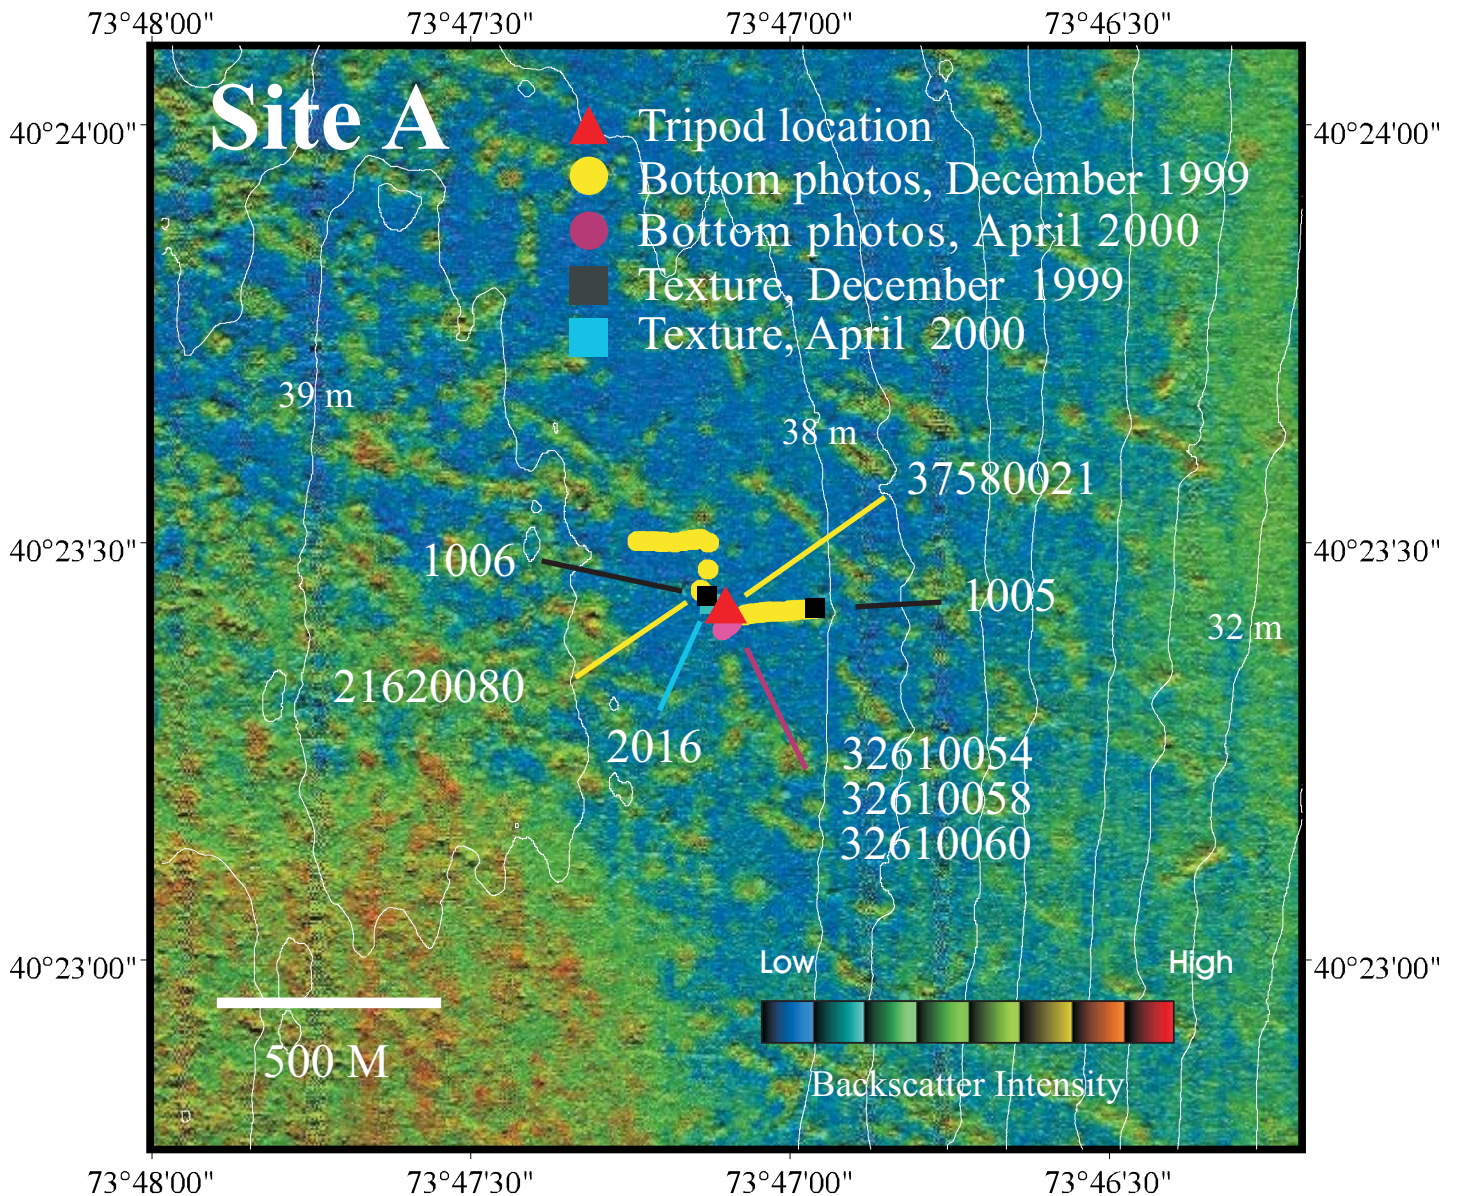 73°48'00" 73°47'30" 73°47'00" 73°46'30"
Site A
40°24'00" 40°24'00"
Tripod location
Bottom photos, December 1999
Bottom photos, April 2000
Texture, December 1999
Texture, April 2000
39 m
38 m
37580021
40°23'30" 40°23'30"
1006
1005
32 m
21620080
2016
32610054
32610058
32610060
Low High
40°23'00" 40°23'00"
500 M
Backscatter Intensity
73°48'00" 73°47'30" 73°47'00" 73°46'30"